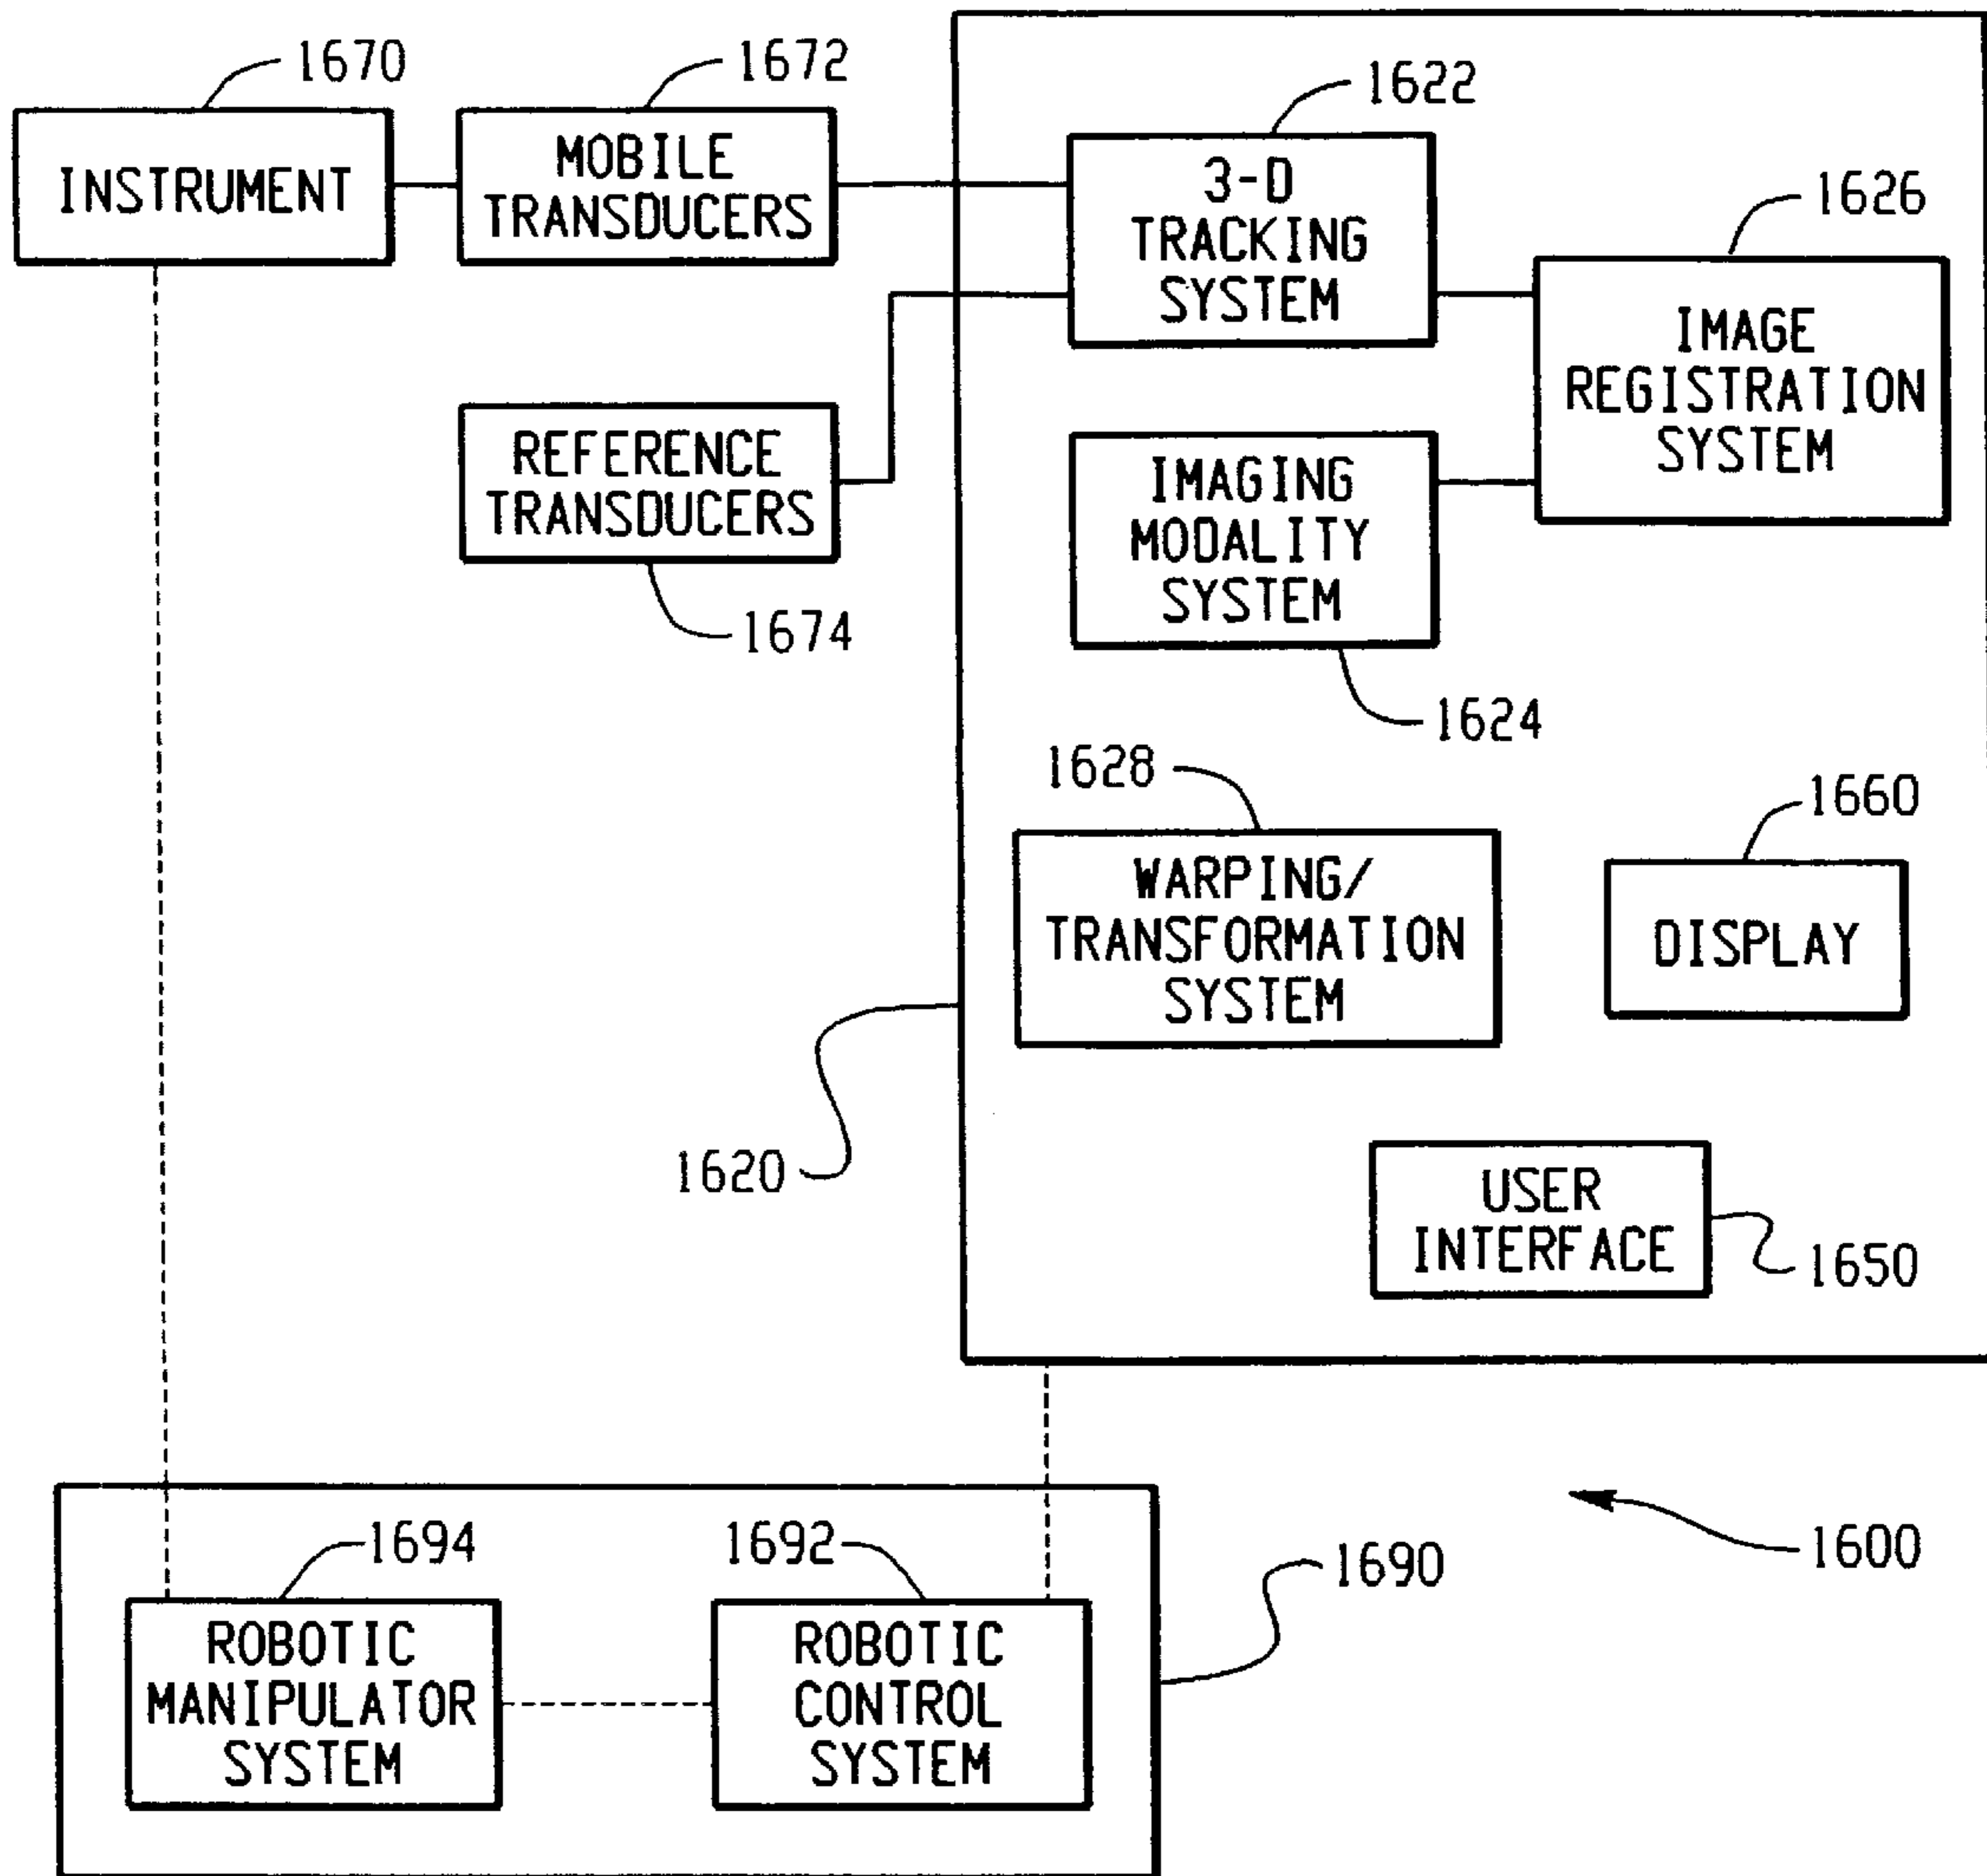 1670
1672
1622
INSTRUMENT
MOBILE
TRANSDUCERS
3-D
TRACKING
SYSTEM
1626
IMAGE
REGISTRATION
SYSTEM
REFERENCE
TRANSDUCERS
1674
IMAGING
MODALITY
SYSTEM
1624
1628
1660
WARPING/
TRANSFORMATION
SYSTEM
DISPLAY
1620
USER
INTERFACE
1650
1694
1692
1690
1600
ROBOTIC
MANIPULATOR
SYSTEM
ROBOTIC
CONTROL
SYSTEM